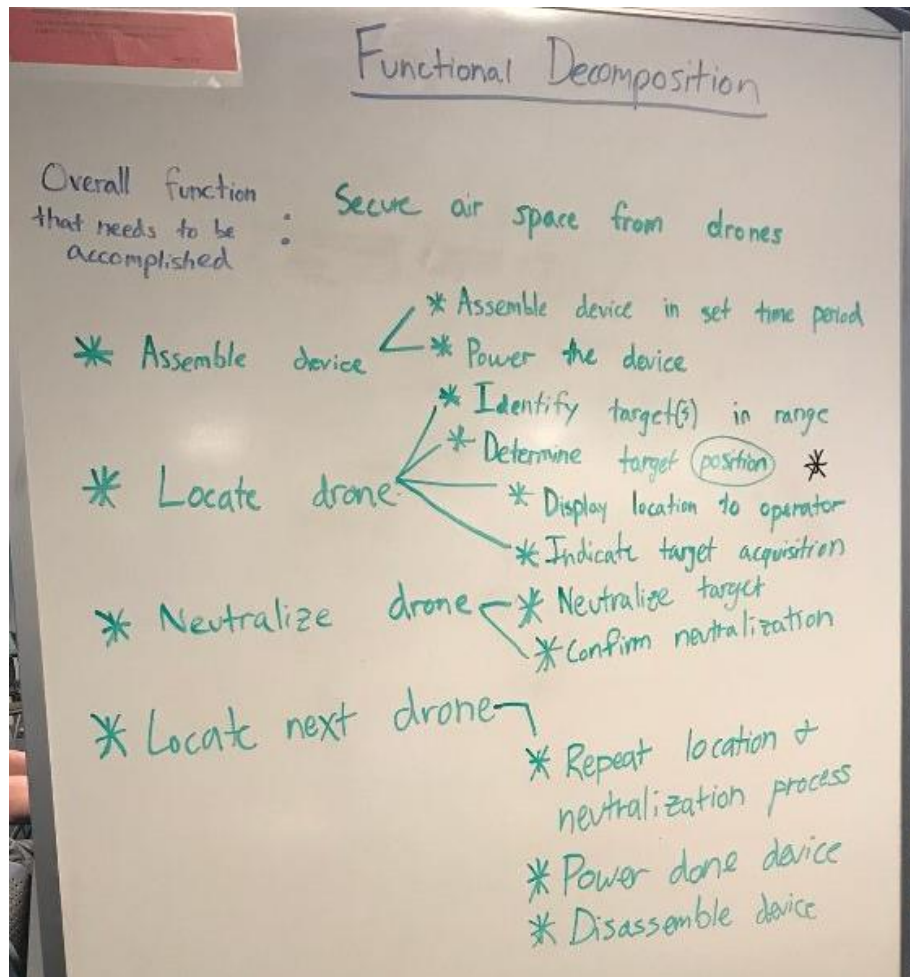 Functional Decomposition
Overall function
that needs to be
accomplished
: Secure air space from drones
* Assemble device
* Assemble device in set time period
* Power the device
* Locate drone
* Identify target(s) in range
* Determine target position *
* Display location to operator
* Indicate target acquisition
* Neutralize drone
* Neutralize target
* Confirm neutralization
* Locate next drone
* Repeat location &
neutralization process
* Power done device
* Disassemble device